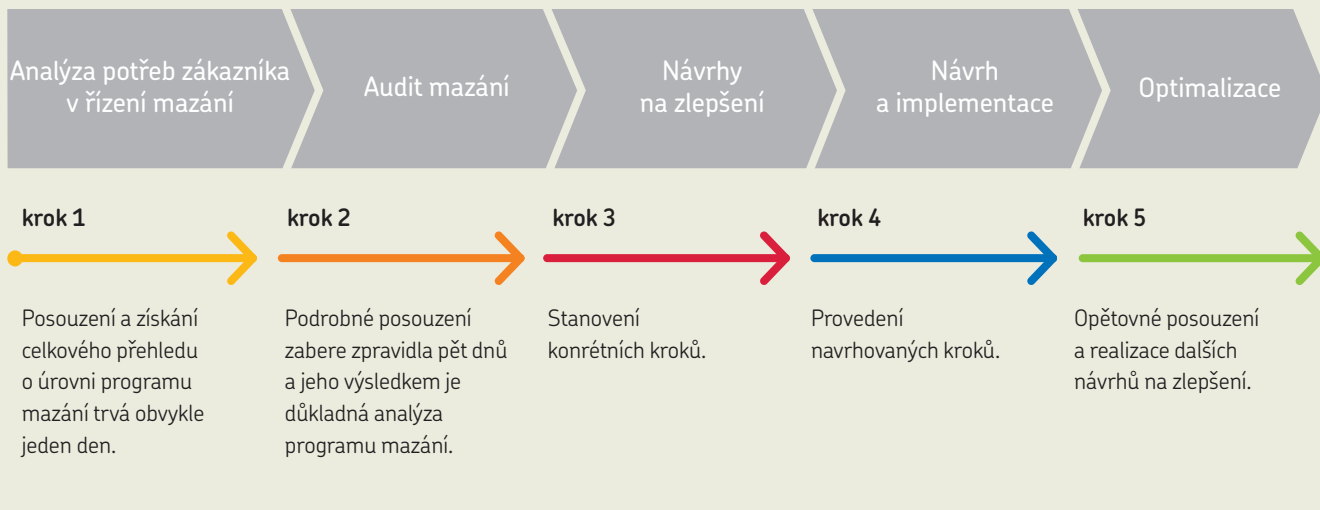 Analýza potřeb zákazníka
v řízení mazání
Audit mazání
Návrhy
na zlepšení
Návrh
a implementace
Optimalizace
krok 1
krok 2
krok 3
krok 4
krok 5
Posouzení a získání
celkového přehledu
o úrovni programu
mazání trvá obvykle
jeden den.
Podrobné posouzení
zabere zpravidla pět dnů
a jeho výsledkem je
důkladná analýza
programu mazání.
Stanovení
konrétních kroků.
Provedení
navrhovaných kroků.
Opětovné posouzení
a realizace dalších
návrhů na zlepšení.